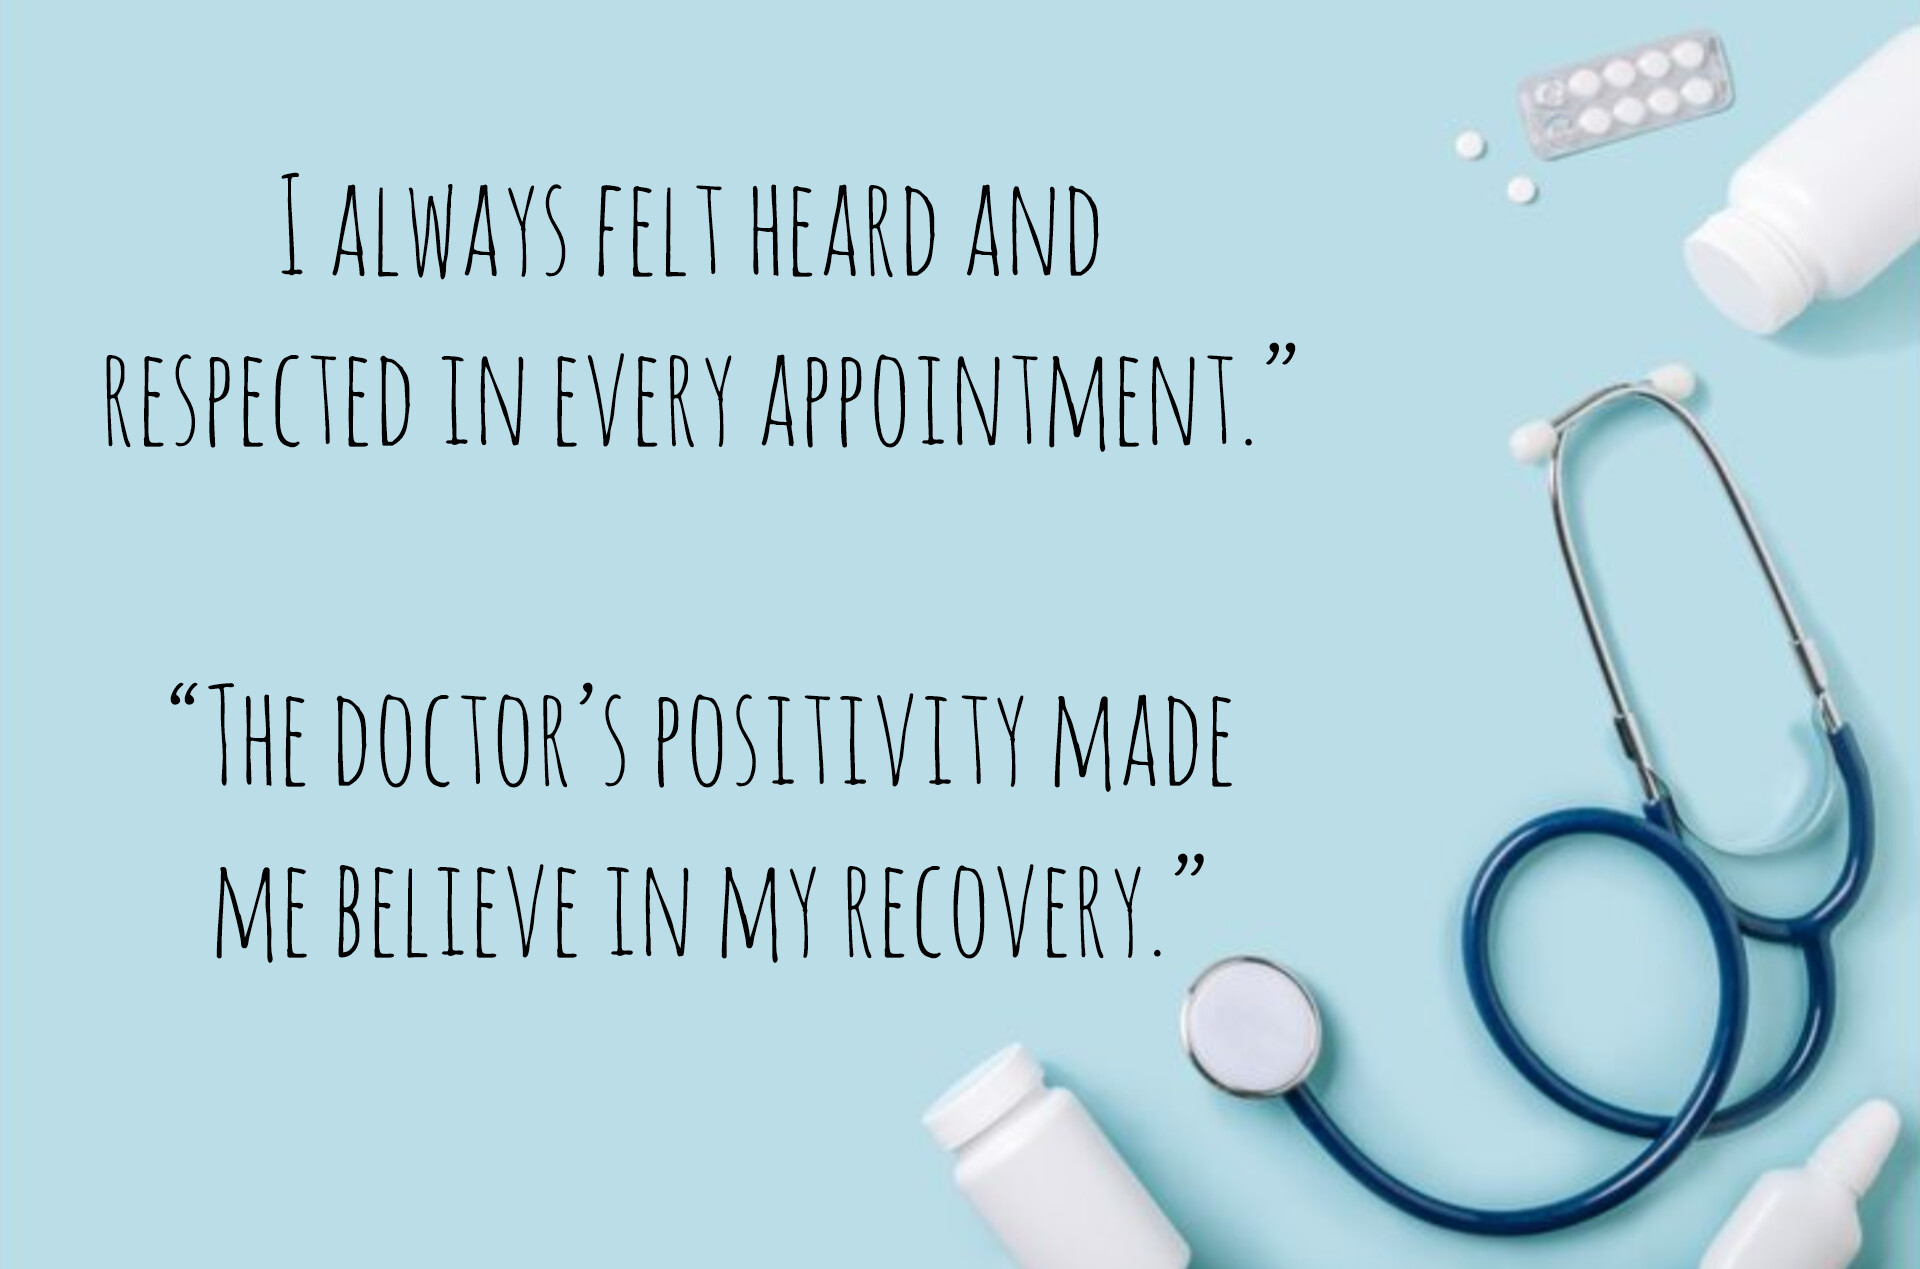 I always felt heard and
respected in every appointment.”
“The doctor’s positivity made
me believe in my recovery.”